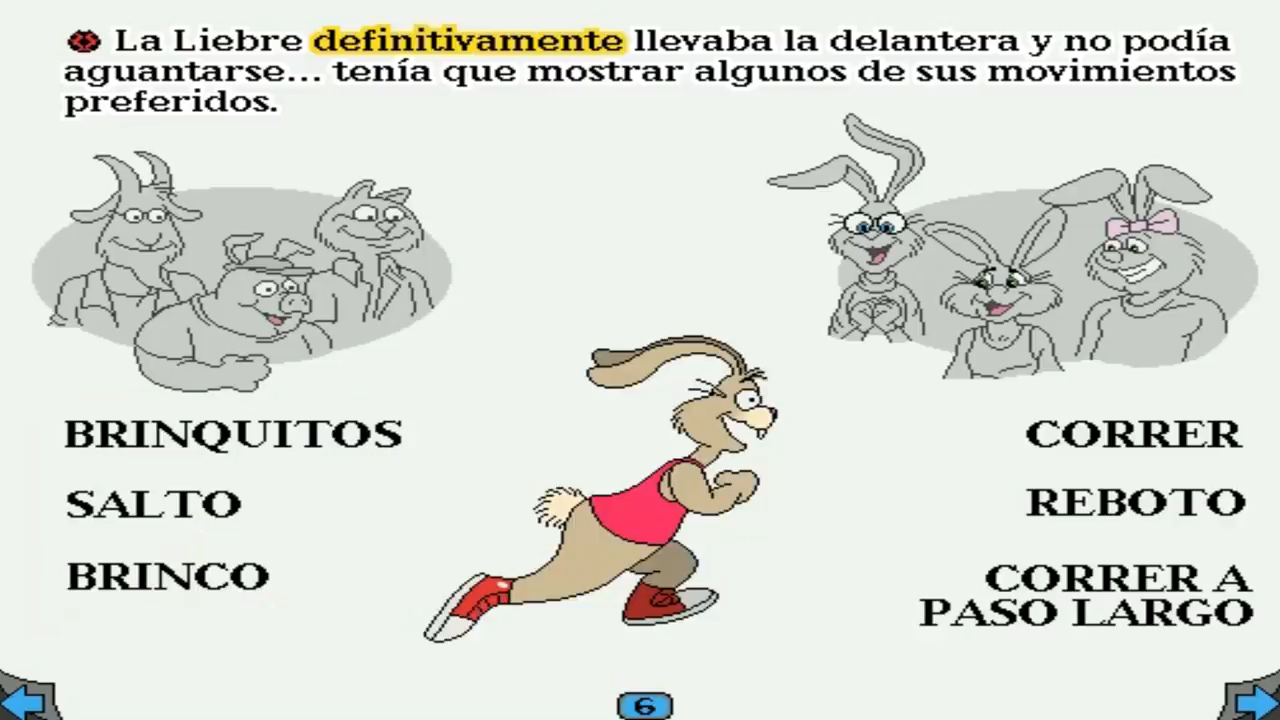 La Liebre definitivamente llevaba la delantera y no podía
aguantarse... tenía que mostrar algunos de sus movimientos
preferidos.
BRINQUITOS
SALTO
BRINCO
CORRER
REBOTO
CORRER A
PASO LARGO
6